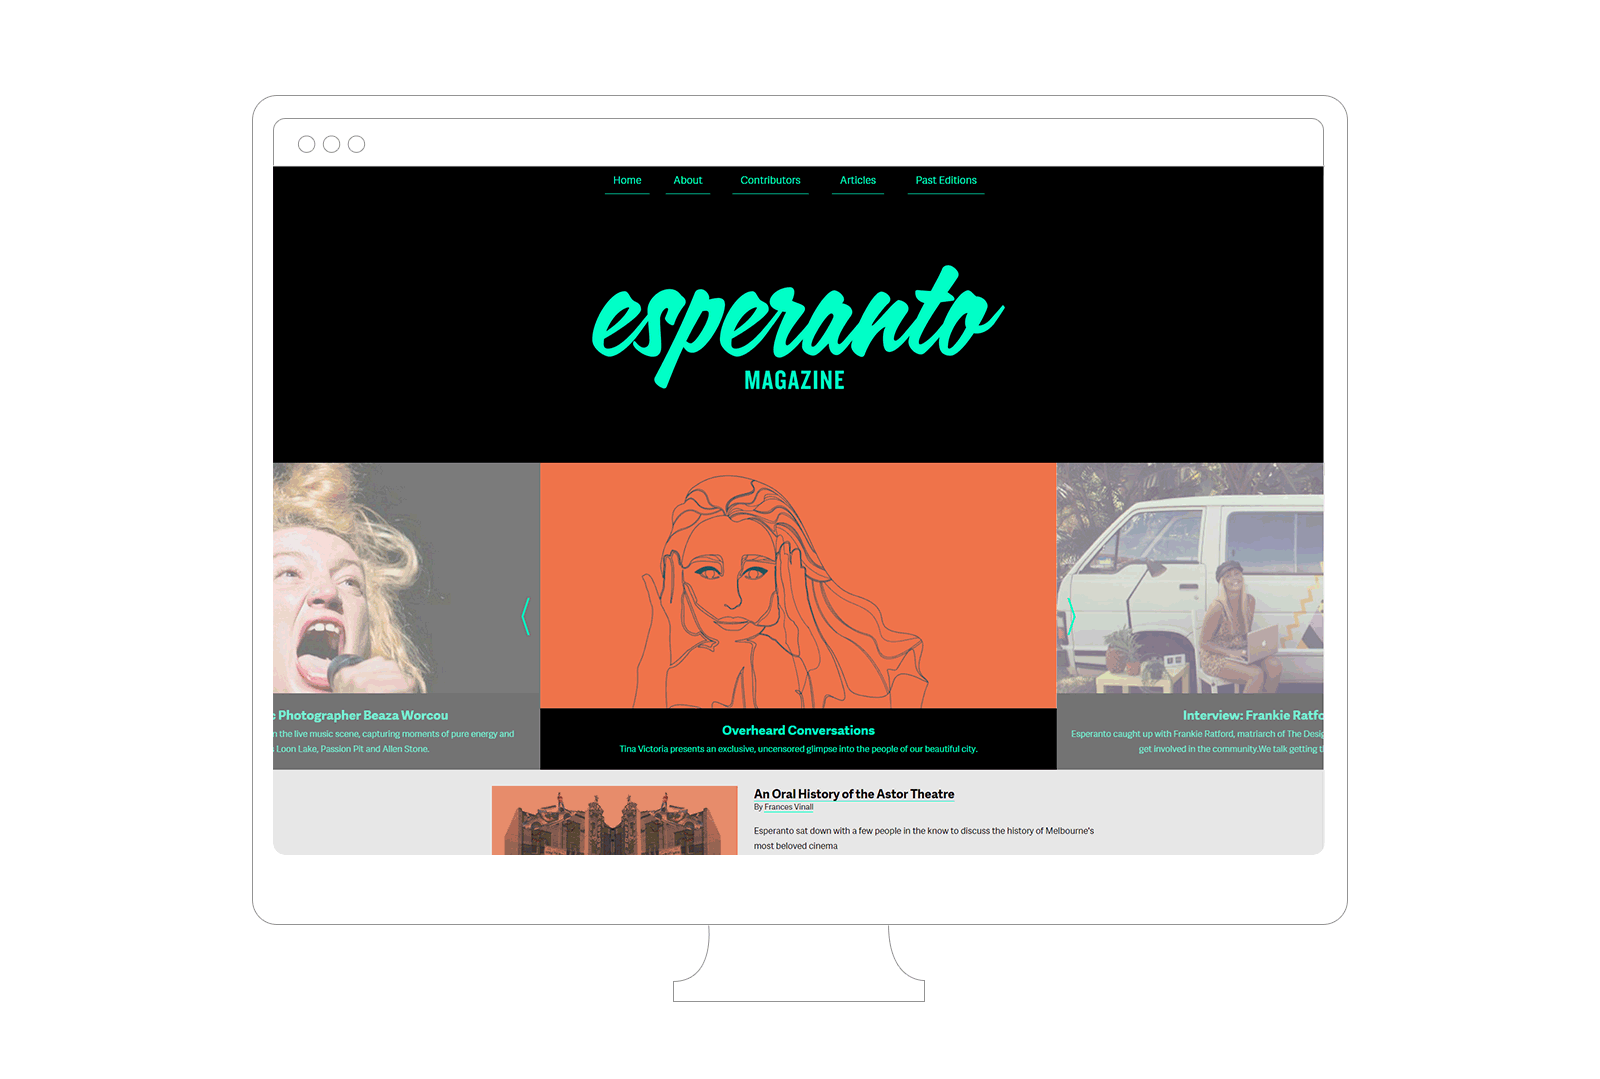 Home About Contributors Articles Past Editions
esperanto
MAGAZINE
Photographer Beaza Worcou
the live music scene, capturing moments of pure energy and
Loon Lake, Passion Pit and Allen Stone.
Overheard Conversations
Tina Victoria presents an exclusive, uncensored glimpse into the people of our beautiful city.
Interview: Frankie Ratfo
Esperanto caught up with Frankie Ratford, matriarch of The Desig
get involved in the community.We talk getting t
An Oral History of the Astor Theatre
By Frances Vinall
Esperanto sat down with a few people in the know to discuss the history of Melbourne's
most beloved cinema